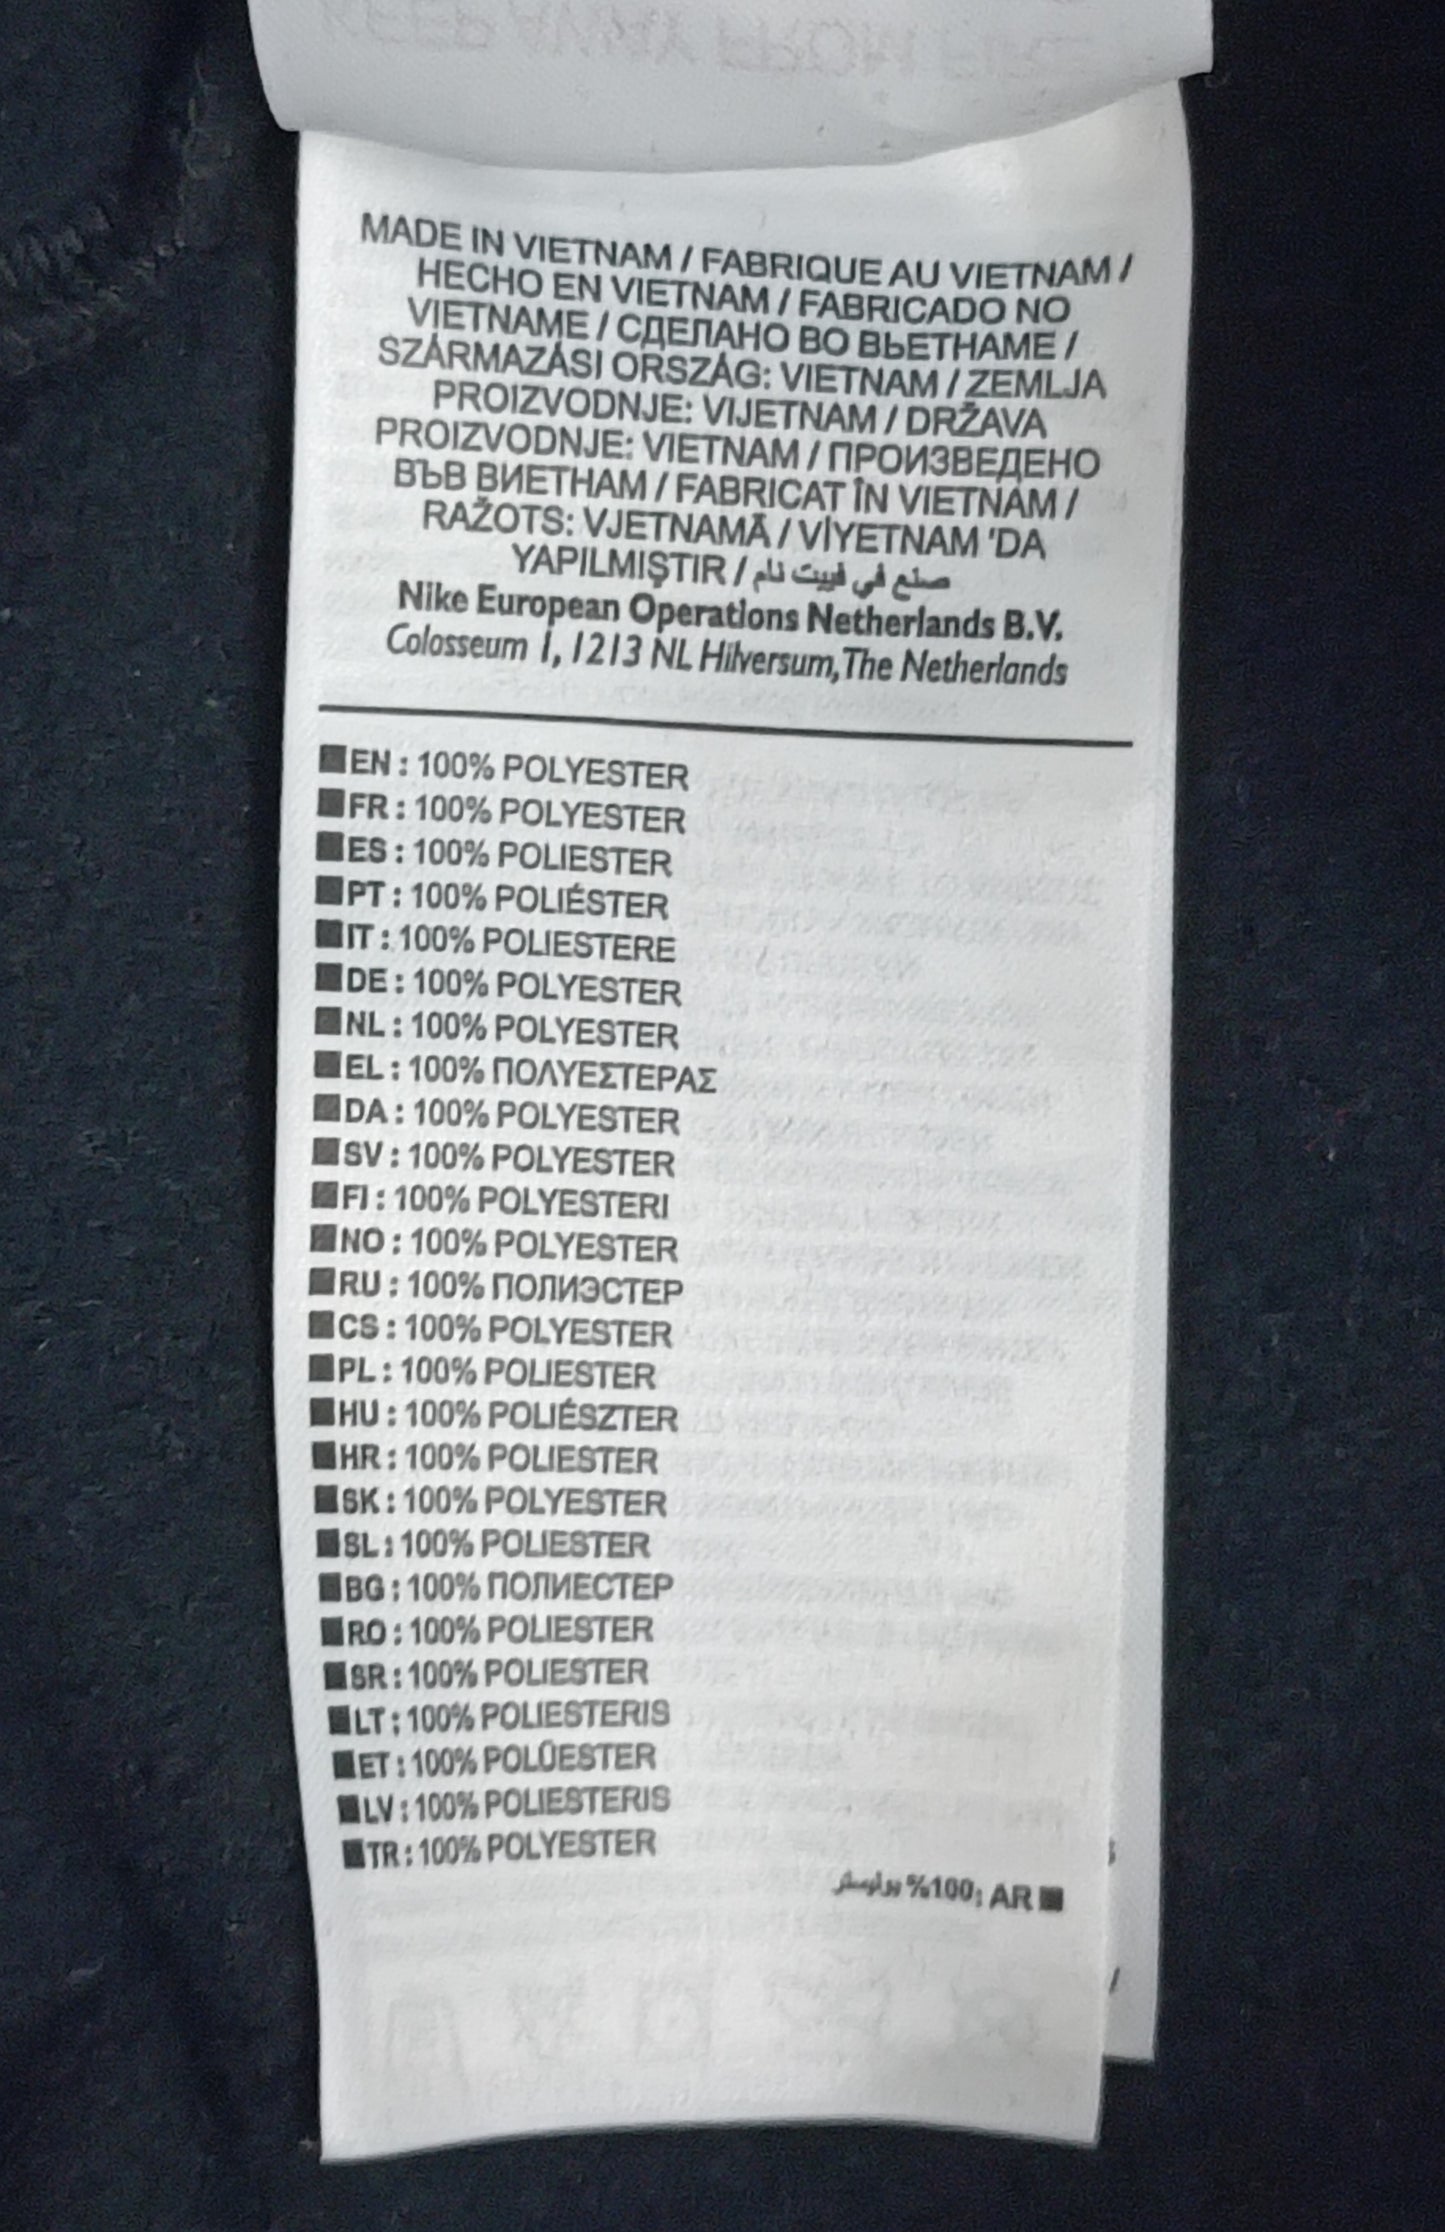 KEEP AWAY FROM FIRE
MADE IN VIETNAM / FABRIQUE AU VIETNAM /
HECHO EN VIETNAM / FABRICADO NO
VIETNAME / СДЕЛАНО ВО ВЬЕТНАМЕ /
SZÁRMAZÁSI ORSZÁG: VIETNAM / ZEMLJA
PROIZVODNJE: VIJETNAM / DRŽAVA
PROIZVODNJE: VIETNAM / ПРОИЗВЕДЕНО
ВЪВ ВИЕТНАМ / FABRICAT ÎN VIETNAM /
RAŽOTS: VJETNAMĀ / VİYETNAM 'DA
YAPILMIŞTIR / صنع في فييت نام
Nike European Operations Netherlands B.V.
Colosseum 1, 1213 NL Hilversum, The Netherlands
■EN : 100% POLYESTER
■FR : 100% POLYESTER
■ES : 100% POLIESTER
■PT : 100% POLIÉSTER
■IT : 100% POLIESTERE
■DE : 100% POLYESTER
■NL : 100% POLYESTER
■EL : 100% ΠΟΛΥΕΣΤΕΡΑΣ
■DA : 100% POLYESTER
■SV : 100% POLYESTER
■FI : 100% POLYESTERI
■NO : 100% POLYESTER
■RU : 100% ПОЛИЭСТЕР
■CS : 100% POLYESTER
■PL : 100% POLIESTER
■HU : 100% POLIÉSZTER
■HR : 100% POLIESTER
■SK : 100% POLYESTER
■SL : 100% POLIESTER
■BG : 100% ПОЛИЕСТЕР
■RO : 100% POLIESTER
■SR : 100% POLIESTER
■LT : 100% POLIESTERIS
■ET : 100% POLÜESTER
■LV : 100% POLIESTERIS
■TR : 100% POLYESTER
■ AR : 100% بوليستر